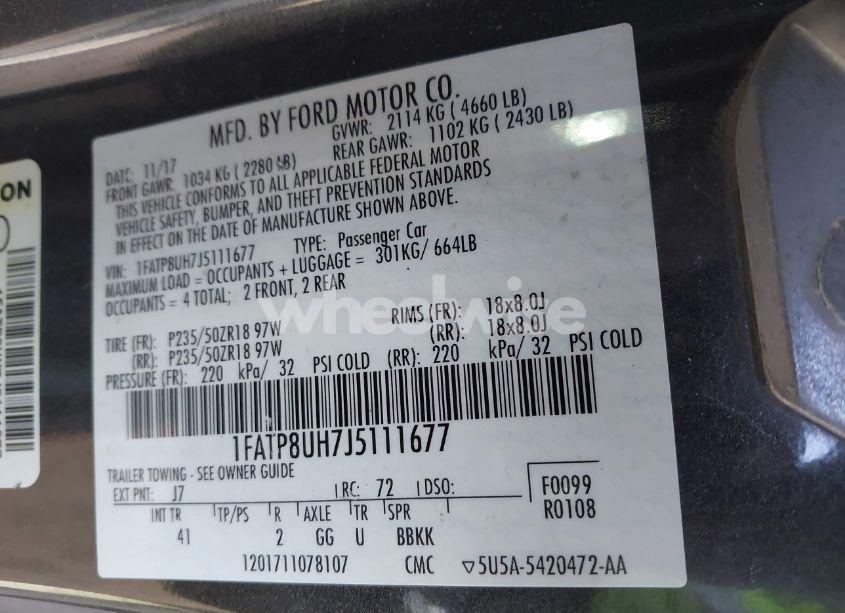 MFD. BY FORD MOTOR CO.
DATE: 11/17 GVWR: 2114 KG ( 4660 LB)
FRONT GAWR: 1034 KG ( 2280 LB) REAR GAWR: 1102 KG ( 2430 LB)
THIS VEHICLE CONFORMS TO ALL APPLICABLE FEDERAL MOTOR
VEHICLE SAFETY, BUMPER, AND THEFT PREVENTION STANDARDS
IN EFFECT ON THE DATE OF MANUFACTURE SHOWN ABOVE.
VIN: 1FATP8UH7J5111677 TYPE: Passenger Car
MAXIMUM LOAD = OCCUPANTS + LUGGAGE = 301KG/ 664LB
OCCUPANTS = 4 TOTAL; 2 FRONT, 2 REAR
wheelwire
TIRE (FR): P235/50ZR18 97W RIMS (FR): 18x8.0J
(RR): P235/50ZR18 97W (RR): 18x8.0J
PRESSURE (FR): 220 kPa/ 32 PSI COLD (RR): 220 kPa/ 32 PSI COLD
1FATP8UH7J5111677
TRAILER TOWING - SEE OWNER GUIDE
EXT PNT: J7 RC: 72 DSO: F0099
INT TR TP/PS R AXLE TR SPR R0108
41 2 GG U BBKK
1201711078107 CMC ▽5U5A-5420472-AA
ON